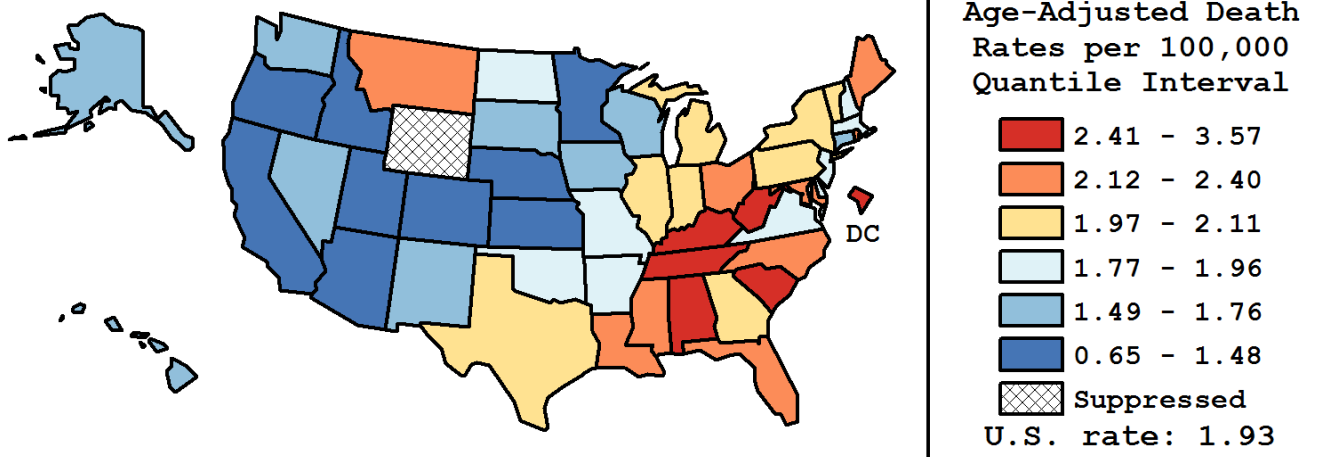 Age-Adjusted Death
Rates per 100,000
Quantile Interval
2.41 - 3.57
2.12 - 2.40
1.97 - 2.11
1.77 - 1.96
1.49 - 1.76
0.65 - 1.48
Suppressed
U.S. rate: 1.93
DC